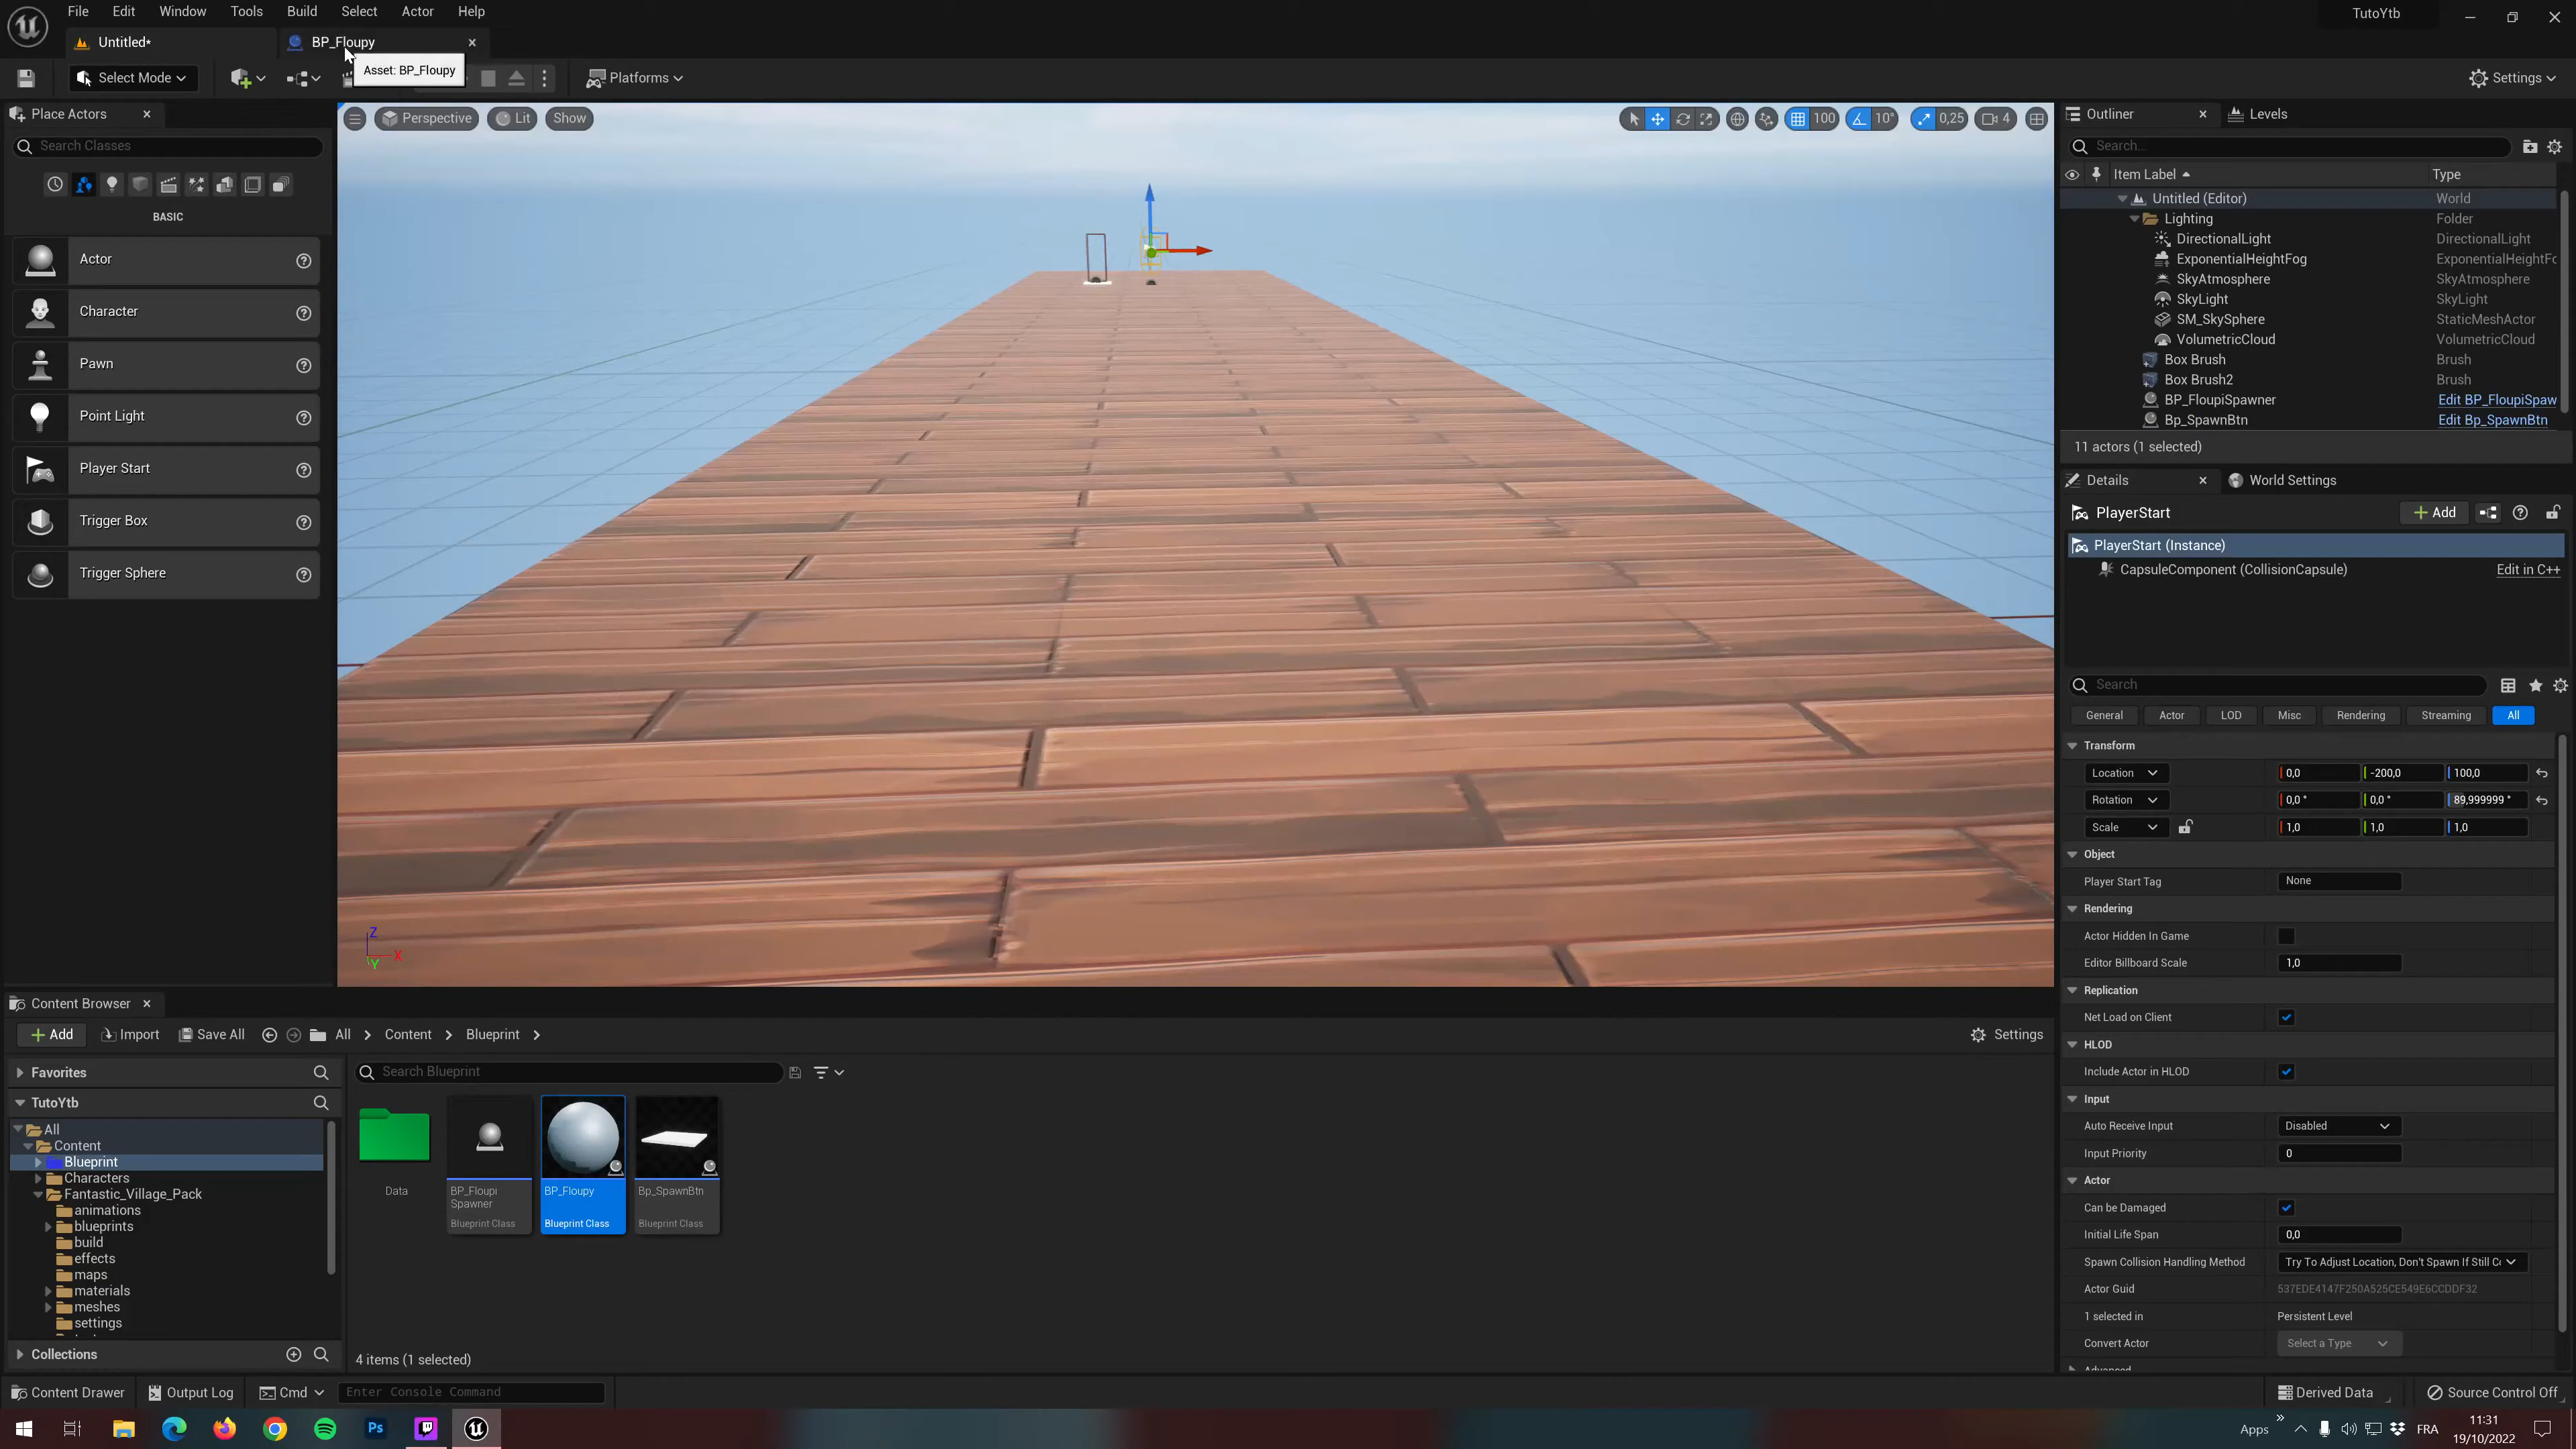 File Edit Window Tools Build Select Actor Help
TutoYtb
Untitled*
BP_Floupy
Asset: BP_Floupy
Select Mode
Platforms
Settings
Place Actors
Search Classes
BASIC
Actor
Character
Pawn
Point Light
Player Start
Trigger Box
Trigger Sphere
Perspective Lit Show
100 10° 0,25 4
Z
X
Y
Outliner Levels
Search...
Item Label Type
Untitled (Editor) World
Lighting Folder
DirectionalLight DirectionalLight
ExponentialHeightFog ExponentialHeightFc
SkyAtmosphere SkyAtmosphere
SkyLight SkyLight
SM_SkySphere StaticMeshActor
VolumetricCloud VolumetricCloud
Box Brush Brush
Box Brush2 Brush
BP_FloupiSpawner Edit BP_FloupiSpaw
Bp_SpawnBtn Edit Bp_SpawnBtn
11 actors (1 selected)
Details World Settings
PlayerStart Add
PlayerStart (Instance)
CapsuleComponent (CollisionCapsule) Edit in C++
Search
General Actor LOD Misc Rendering Streaming All
Transform
Location 0,0 -200,0 100,0
Rotation 0,0 ° 0,0 ° 89,999999 °
Scale 1,0 1,0 1,0
Object
Player Start Tag None
Rendering
Actor Hidden In Game
Editor Billboard Scale 1,0
Replication
Net Load on Client
HLOD
Include Actor in HLOD
Input
Auto Receive Input Disabled
Input Priority 0
Actor
Can be Damaged
Initial Life Span 0,0
Spawn Collision Handling Method Try To Adjust Location, Don't Spawn If Still Cc
Actor Guid 537EDE4147F250A525CE549E6CCDDF32
1 selected in Persistent Level
Convert Actor Select a Type
Advanced
Content Browser
Add Import Save All All Content Blueprint Settings
Favorites
TutoYtb
All
Content
Blueprint
Characters
Fantastic_Village_Pack
animations
blueprints
build
effects
maps
materials
meshes
settings
Collections
Search Blueprint
Data
BP_Floupi
Spawner
Blueprint Class
BP_Floupy
Blueprint Class
Bp_SpawnBtn
Blueprint Class
4 items (1 selected)
Content Drawer Output Log Cmd Enter Console Command
Derived Data Source Control Off
Ps
Apps
FRA
11:31
19/10/2022